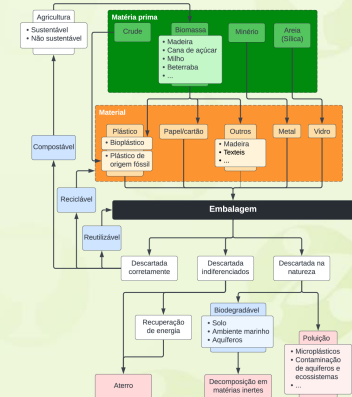 Agricultura
• Sustentável
• Não sustentável
Matéria prima
Crude
Biomassa
• Madeira
• Cana de açúcar
• Milho
• Beterraba
• ...
Minério
Areia
(Sílica)
Material
Plástico
• Bioplástico
• Plástico de
origem fóssil
Papel/cartão
Outros
• Madeira
• Texteis
• ...
Metal
Vidro
Compostável
Reciclável
Reutilizável
Embalagem
Descartada
corretamente
Descartada
indiferenciados
Descartada na
natureza
Recuperação
de energia
Biodegradável
• Solo
• Ambiente marinho
• Aquíferos
Poluição
• Microplásticos
• Contaminação
de aquíferos e
ecossistemas
• ...
Aterro
Decomposição em
matérias inertes